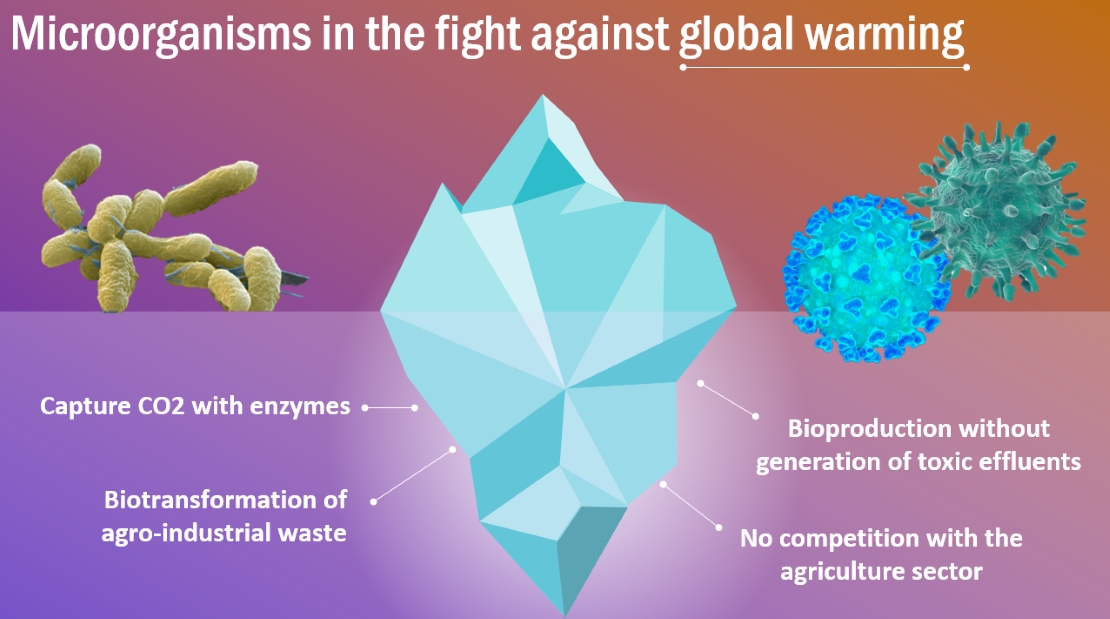 Microorganisms in the fight against global warming
Capture CO2 with enzymes
Biotransformation of
agro-industrial waste
Bioproduction without
generation of toxic effluents
No competition with the
agriculture sector